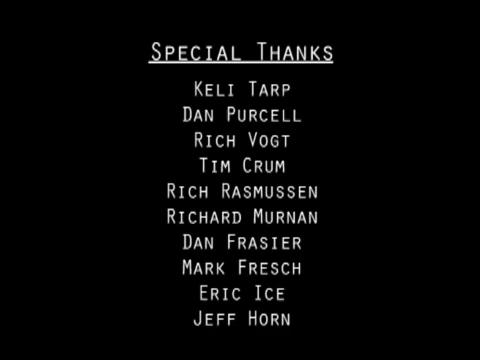 Special Thanks
Keli Tarp
Dan Purcell
Rich Vogt
Tim Crum
Rich Rasmussen
Richard Murnan
Dan Frasier
Mark Fresch
Eric Ice
Jeff Horn